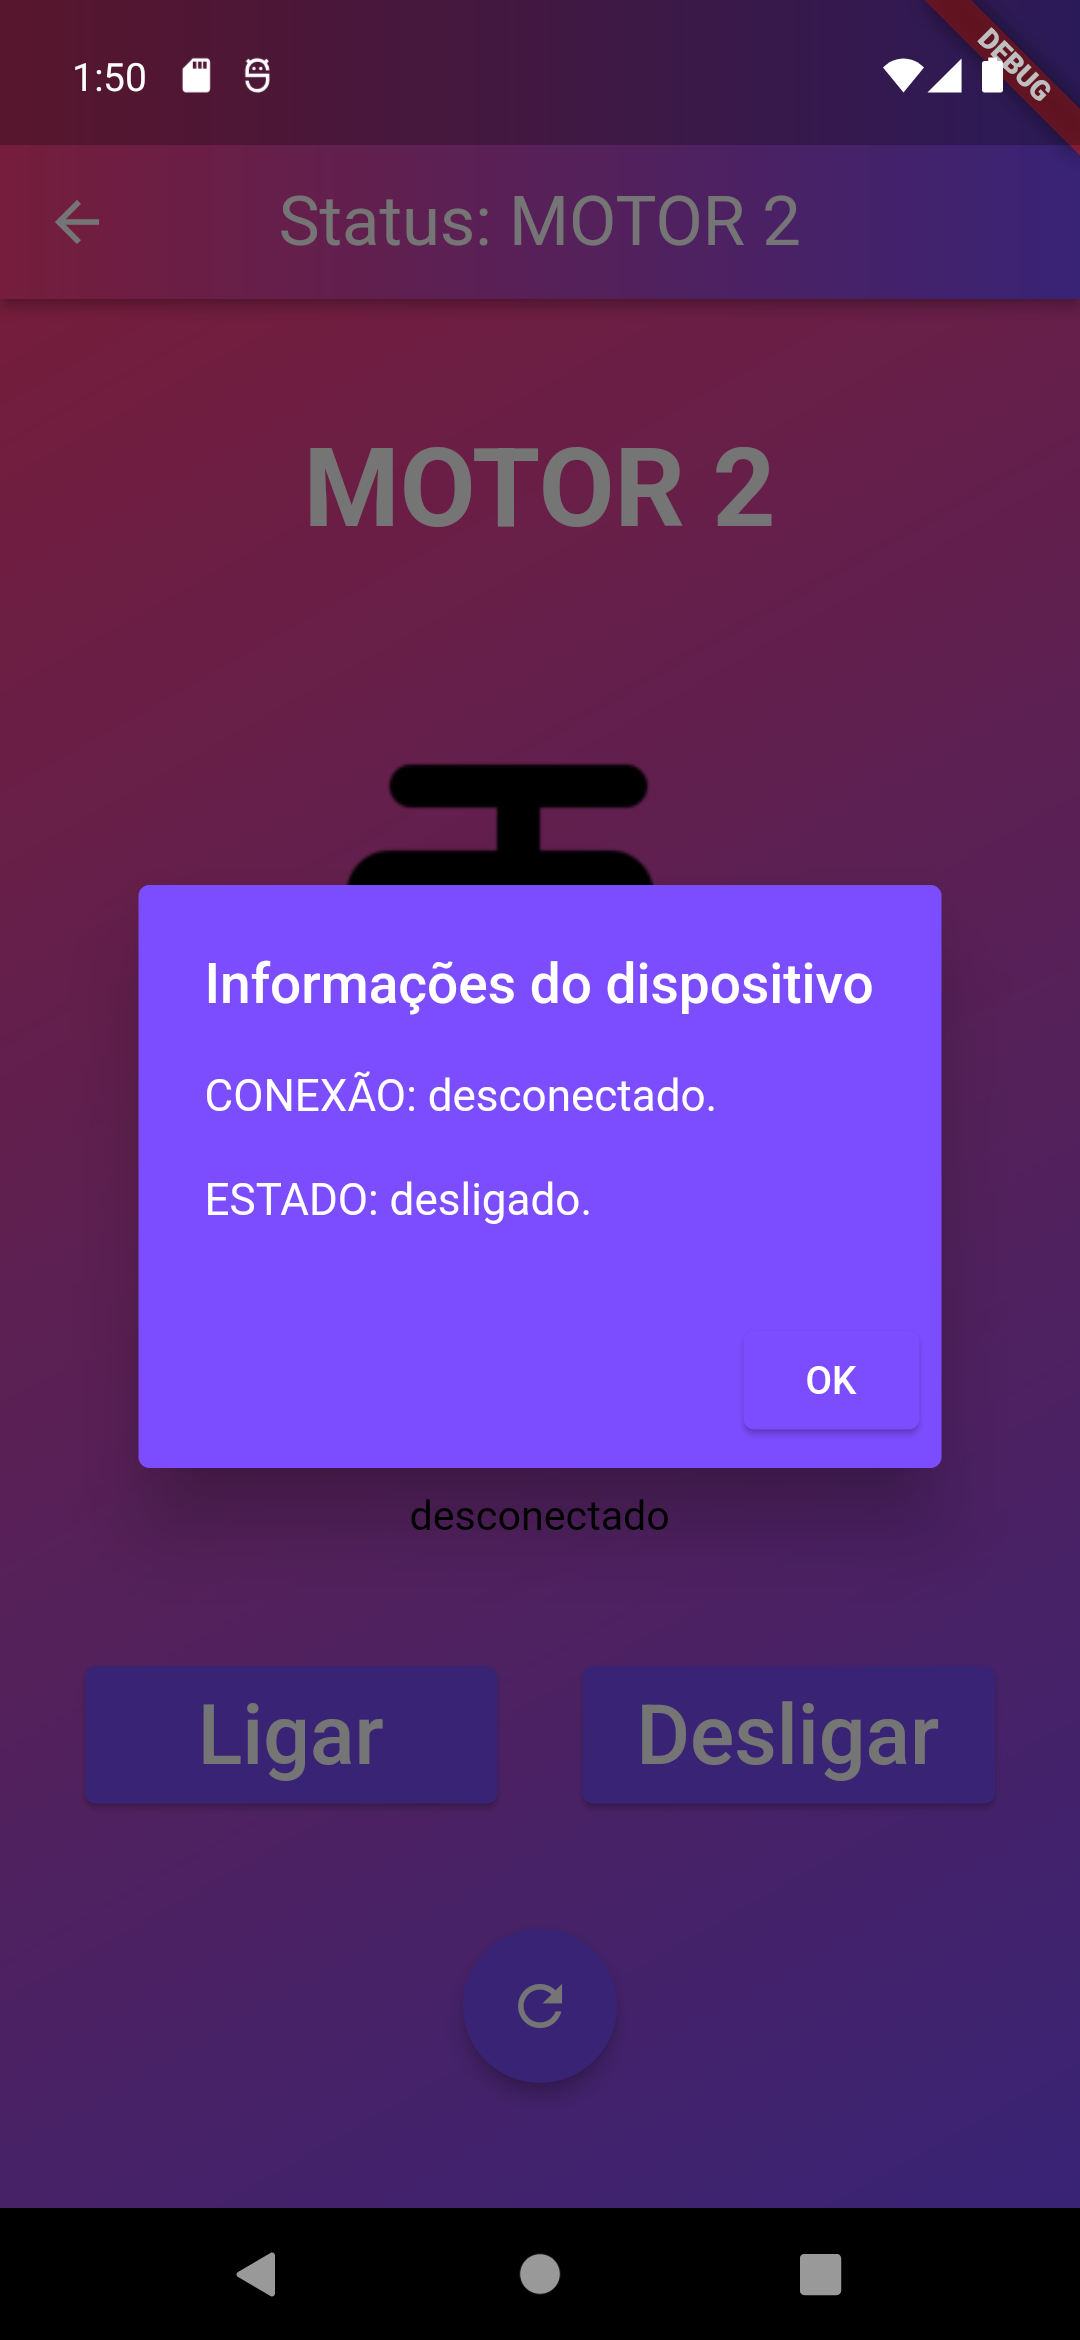 1:50
DEBUG
Status: MOTOR 2
MOTOR 2
Informações do dispositivo
CONEXÃO: desconectado.
ESTADO: desligado.
OK
desconectado
Ligar
Desligar